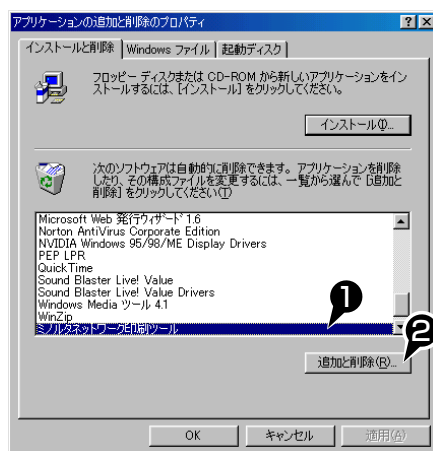 アプリケーションの追加と削除のプロパティ
インストールと削除
Windows ファイル
起動ディスク
フロッピー ディスクまたは CD-ROM から新しいアプリケーションをイン
ストールするには、[インストール] をクリックしてください。
インストール(I)...
次のソフトウェアは自動的に削除できます。アプリケーションを削除
したり、その構成ファイルを変更するには、一覧から選んで [追加と
削除] をクリックしてください(T)
Microsoft Web 発行ウィザード 1.6
Norton AntiVirus Corporate Edition
NVIDIA Windows 95/98/ME Display Drivers
PEP LPR
QuickTime
Sound Blaster Live! Value
Sound Blaster Live! Value Drivers
Windows Media ツール 4.1
WinZip
ミノルタネットワーク印刷ツール
1
2
追加と削除(R)...
OK
キャンセル
適用(A)